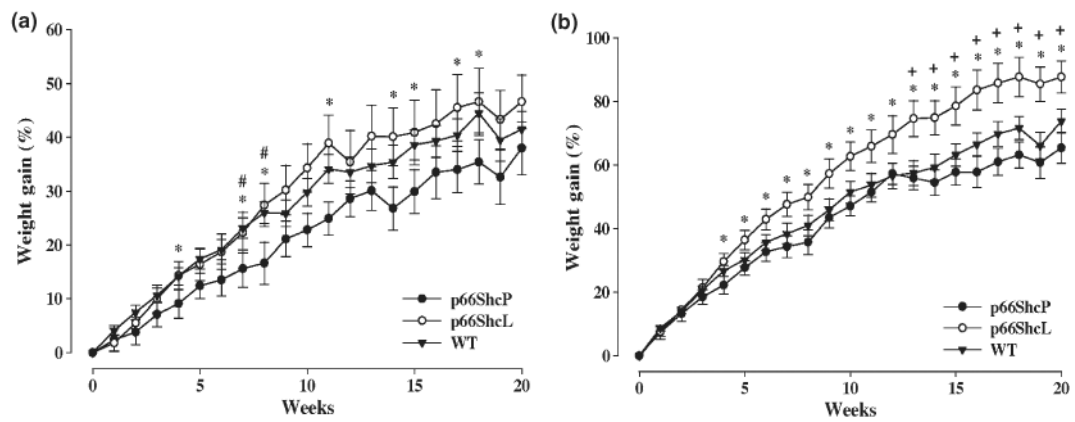 (a)
60
50
40
30
20
10
0
Weight gain (%)
* # * # * * * * * *
p66ShcP
p66ShcL
WT
0 5 10 15 20
Weeks
(b)
100
80
60
40
20
0
Weight gain (%)
+ + + + + + + +
* * * * * * * * * * * * * * * * *
p66ShcP
p66ShcL
WT
0 5 10 15 20
Weeks